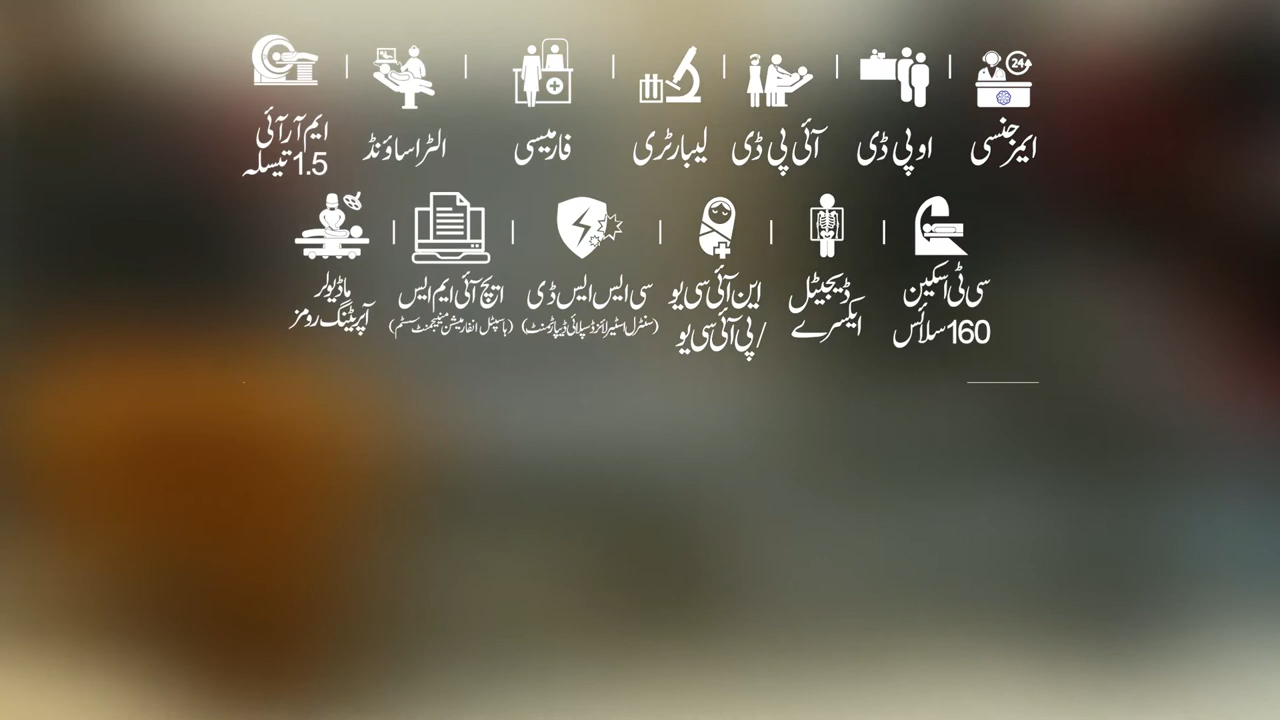 24
ایمرجنسی
او پی ڈی
آئی پی ڈی
لیبارٹری
فارمیسی
الٹراساؤنڈ
ایم آر آئی
1.5 تیسلہ
سی ٹی اسکین
160 سلائس
ڈیجیٹل
ایکسرے
این آئی سی یو
/ پی آئی سی یو
سی ایس ایس ڈی
(سنٹرل اسٹیرلائزڈ سپلائی ڈیپارٹمنٹ)
ایچ آئی ایم ایس
(ہاسپٹل انفارمیشن مینیجمنٹ سسٹم)
ماڈیولر
آپریٹنگ رومز